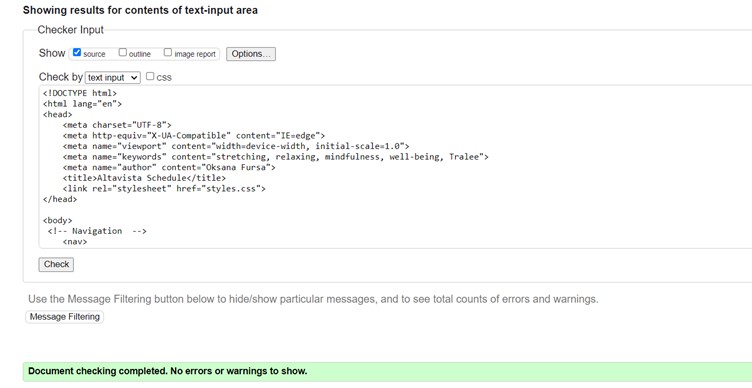 Showing results for contents of text-input area
Checker Input
Show source outline image report Options...
Check by text input css
<!DOCTYPE html>
<html lang="en">
<head>
<meta charset="UTF-8">
<meta http-equiv="X-UA-Compatible" content="IE=edge">
<meta name="viewport" content="width=device-width, initial-scale=1.0">
<meta name="keywords" content="stretching, relaxing, mindfulness, well-being, Tralee">
<meta name="author" content="Oksana Fursa">
<title>Altavista Schedule</title>
<link rel="stylesheet" href="styles.css">
</head>
<body>
<!-- Navigation -->
<nav>
Check
Use the Message Filtering button below to hide/show particular messages, and to see total counts of errors and warnings.
Message Filtering
Document checking completed. No errors or warnings to show.